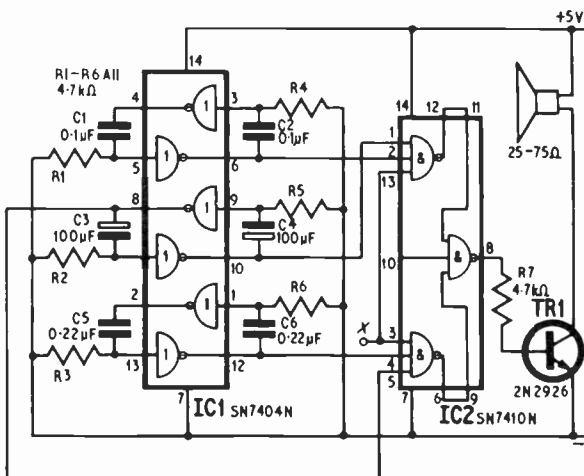 +5V
14
R1-R6 All
4.7kΩ
4
3
R4
C1
0.1µF
C2
0.1µF
14
12
11
1
2
13
25-75Ω
R1
5
6
8
9
R5
C3
100µF
C4
100µF
R2
10
10
8
R7
4.7kΩ
TR1
2
1
R6
C5
0.22µF
C6
0.22µF
X
3
4
5
R3
13
12
2N2926
7
IC1 SN7404N
7
6
9
IC2 SN7410N
1
1
1
1
1
1
&
&
&